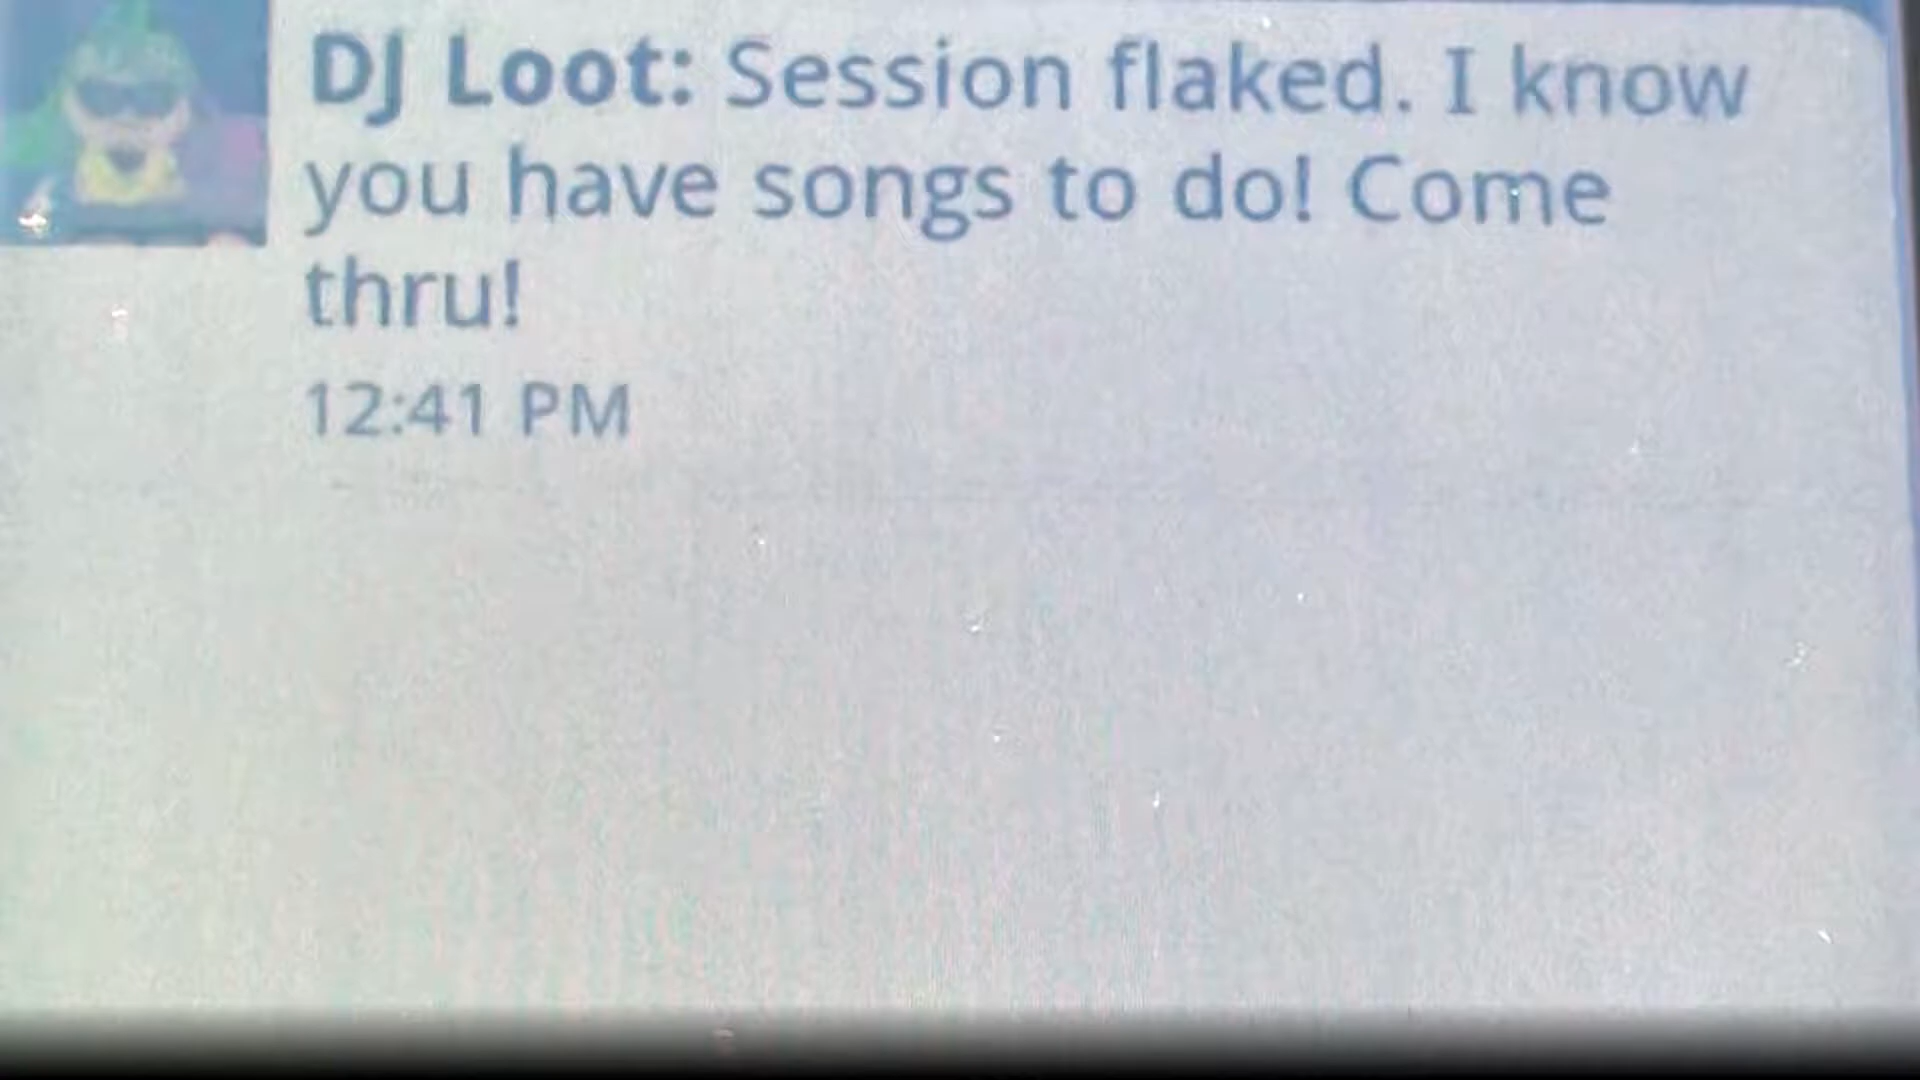 DJ Loot: Session flaked. I know
you have songs to do! Come
thru!
12:41 PM